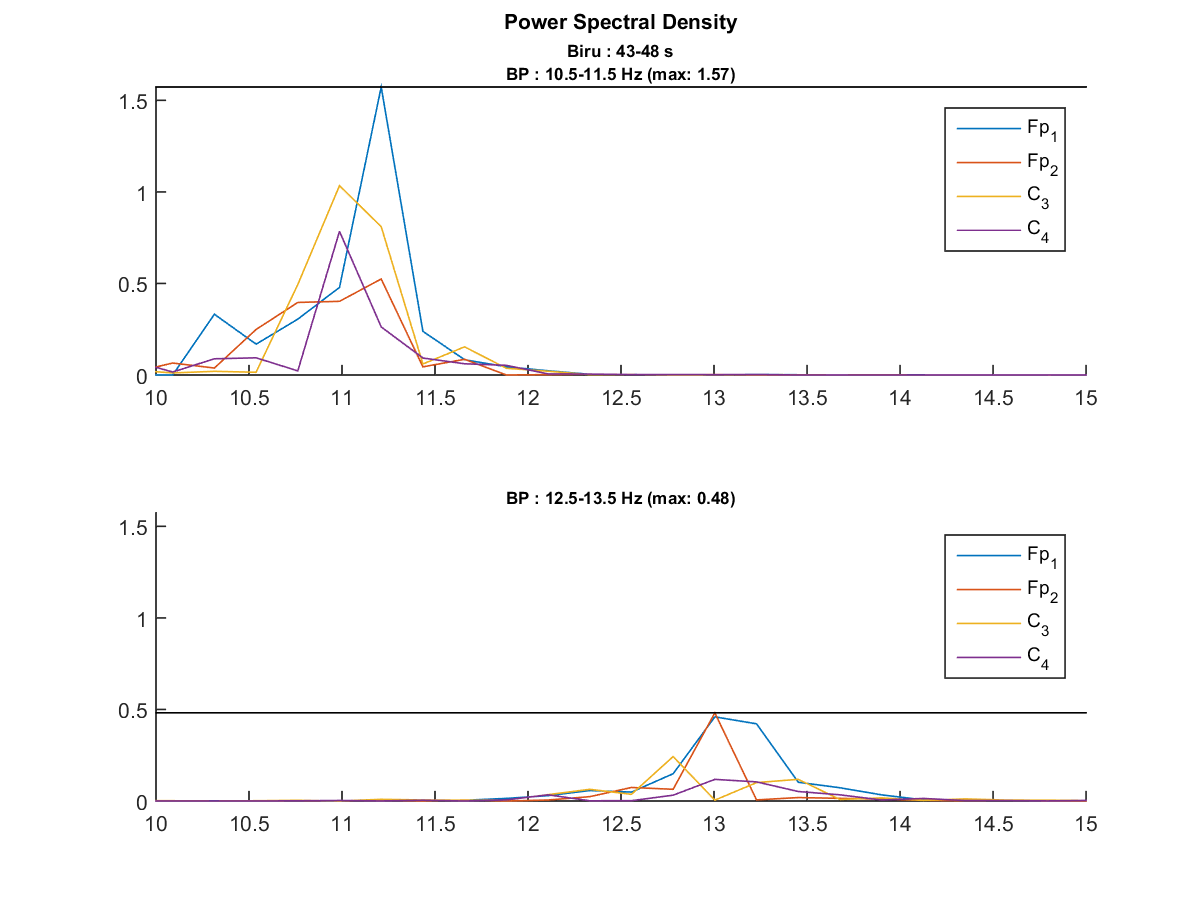 Power Spectral Density
Biru : 43-48 s
BP : 10.5-11.5 Hz (max: 1.57)
1.5
1
0.5
0
10 10.5 11 11.5 12 12.5 13 13.5 14 14.5 15
Fp1
Fp2
C3
C4
BP : 12.5-13.5 Hz (max: 0.48)
1.5
1
0.5
0
10 10.5 11 11.5 12 12.5 13 13.5 14 14.5 15
Fp1
Fp2
C3
C4